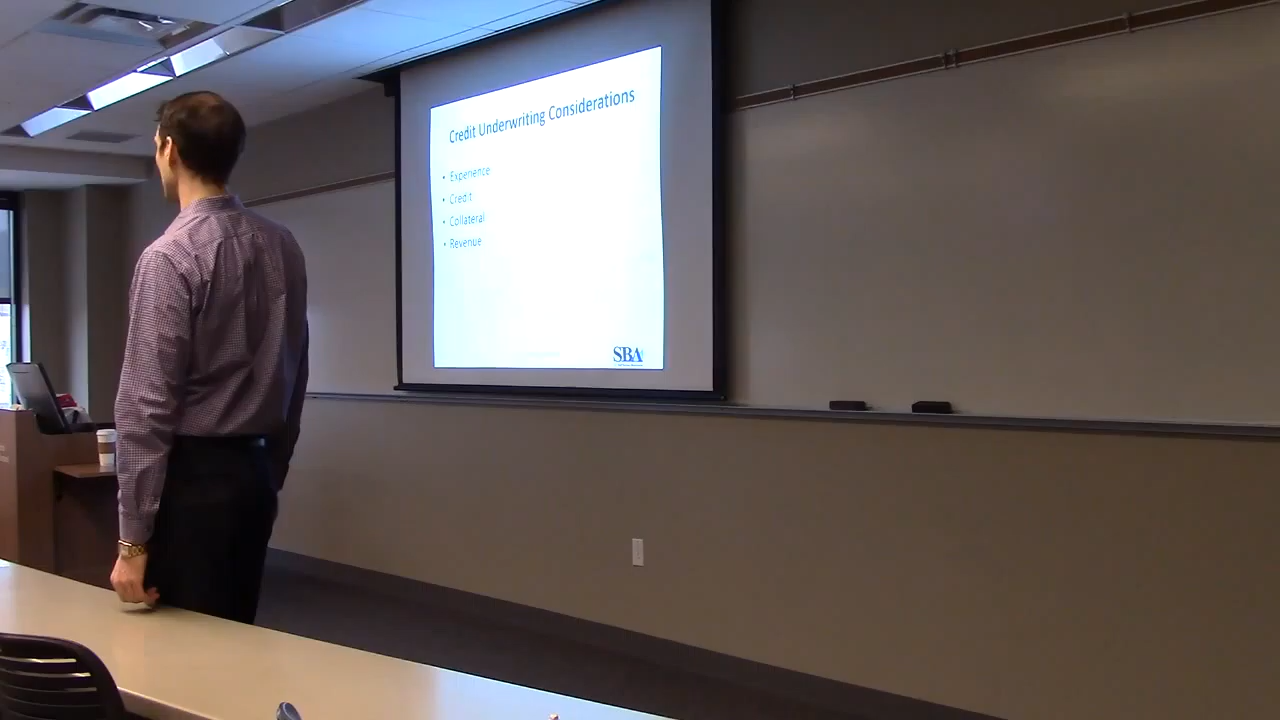 Credit Underwriting Considerations
• Experience
• Credit
• Collateral
• Revenue
SBA